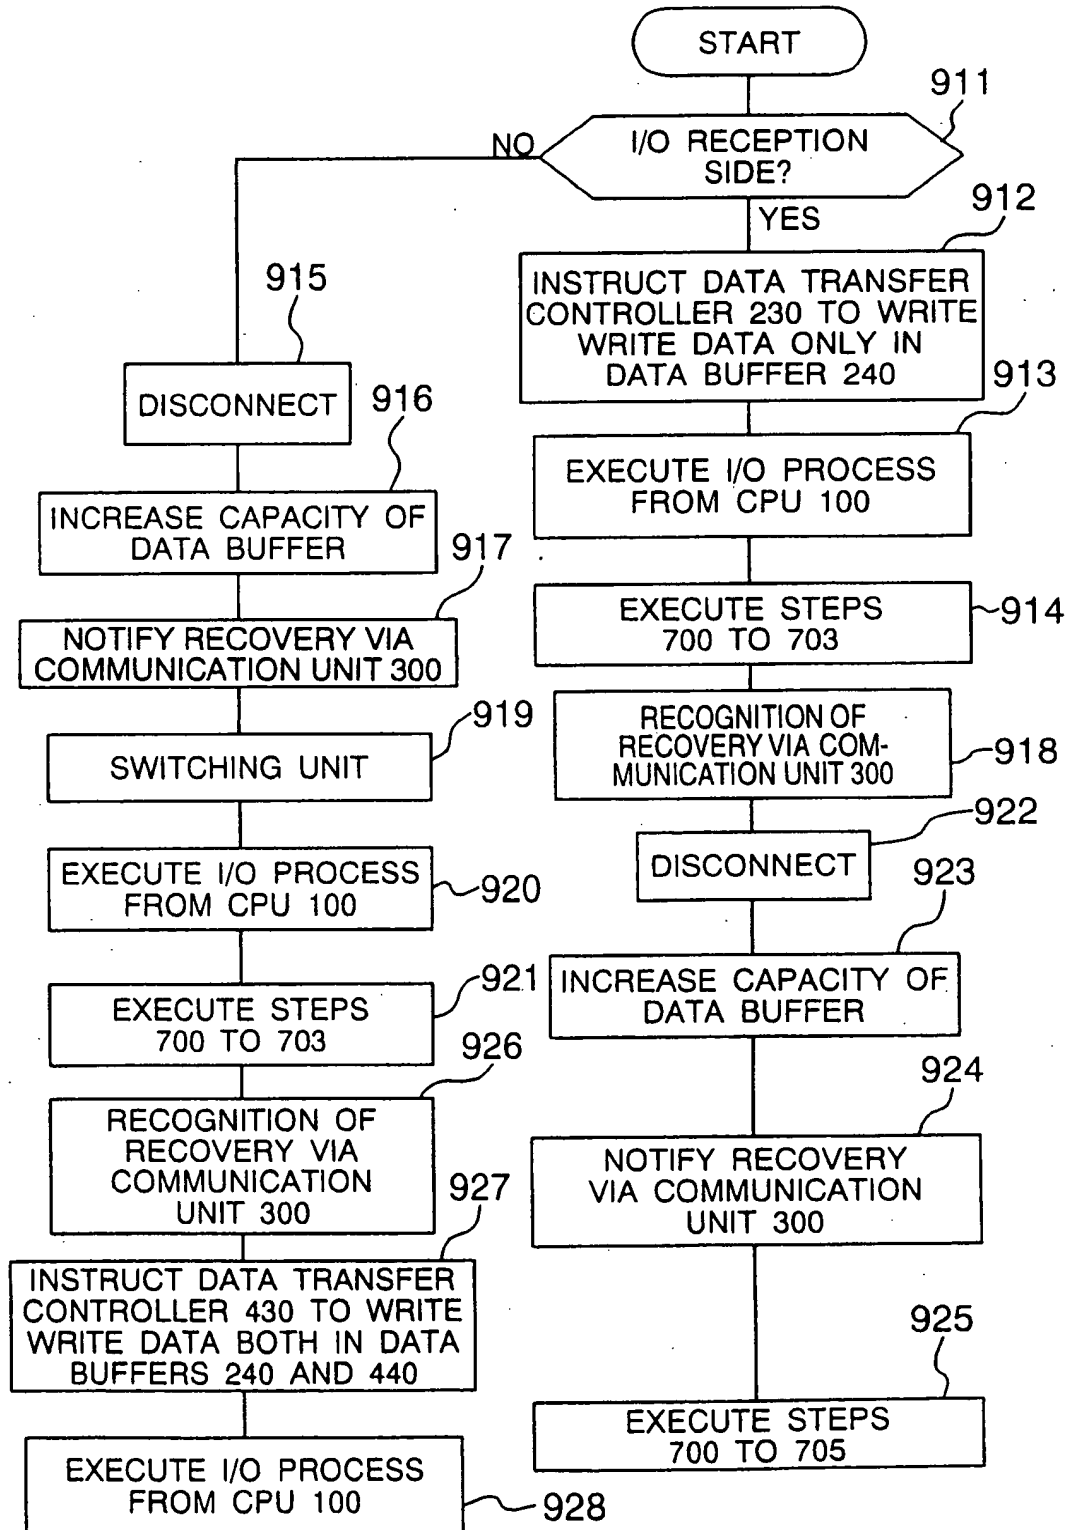 START
911
I/O RECEPTION
SIDE?
NO
YES
912
INSTRUCT DATA TRANSFER
CONTROLLER 230 TO WRITE
WRITE DATA ONLY IN
DATA BUFFER 240
913
EXECUTE I/O PROCESS
FROM CPU 100
EXECUTE STEPS
700 TO 703
914
RECOGNITION OF
RECOVERY VIA COM-
MUNICATION UNIT 300
918
922
DISCONNECT
923
INCREASE CAPACITY OF
DATA BUFFER
924
NOTIFY RECOVERY
VIA COMMUNICATION
UNIT 300
925
EXECUTE STEPS
700 TO 705
915
DISCONNECT
916
INCREASE CAPACITY OF
DATA BUFFER
917
NOTIFY RECOVERY VIA
COMMUNICATION UNIT 300
919
SWITCHING UNIT
EXECUTE I/O PROCESS
FROM CPU 100
920
921
EXECUTE STEPS
700 TO 703
926
RECOGNITION OF
RECOVERY VIA
COMMUNICATION
UNIT 300
927
INSTRUCT DATA TRANSFER
CONTROLLER 430 TO WRITE
WRITE DATA BOTH IN DATA
BUFFERS 240 AND 440
EXECUTE I/O PROCESS
FROM CPU 100
928